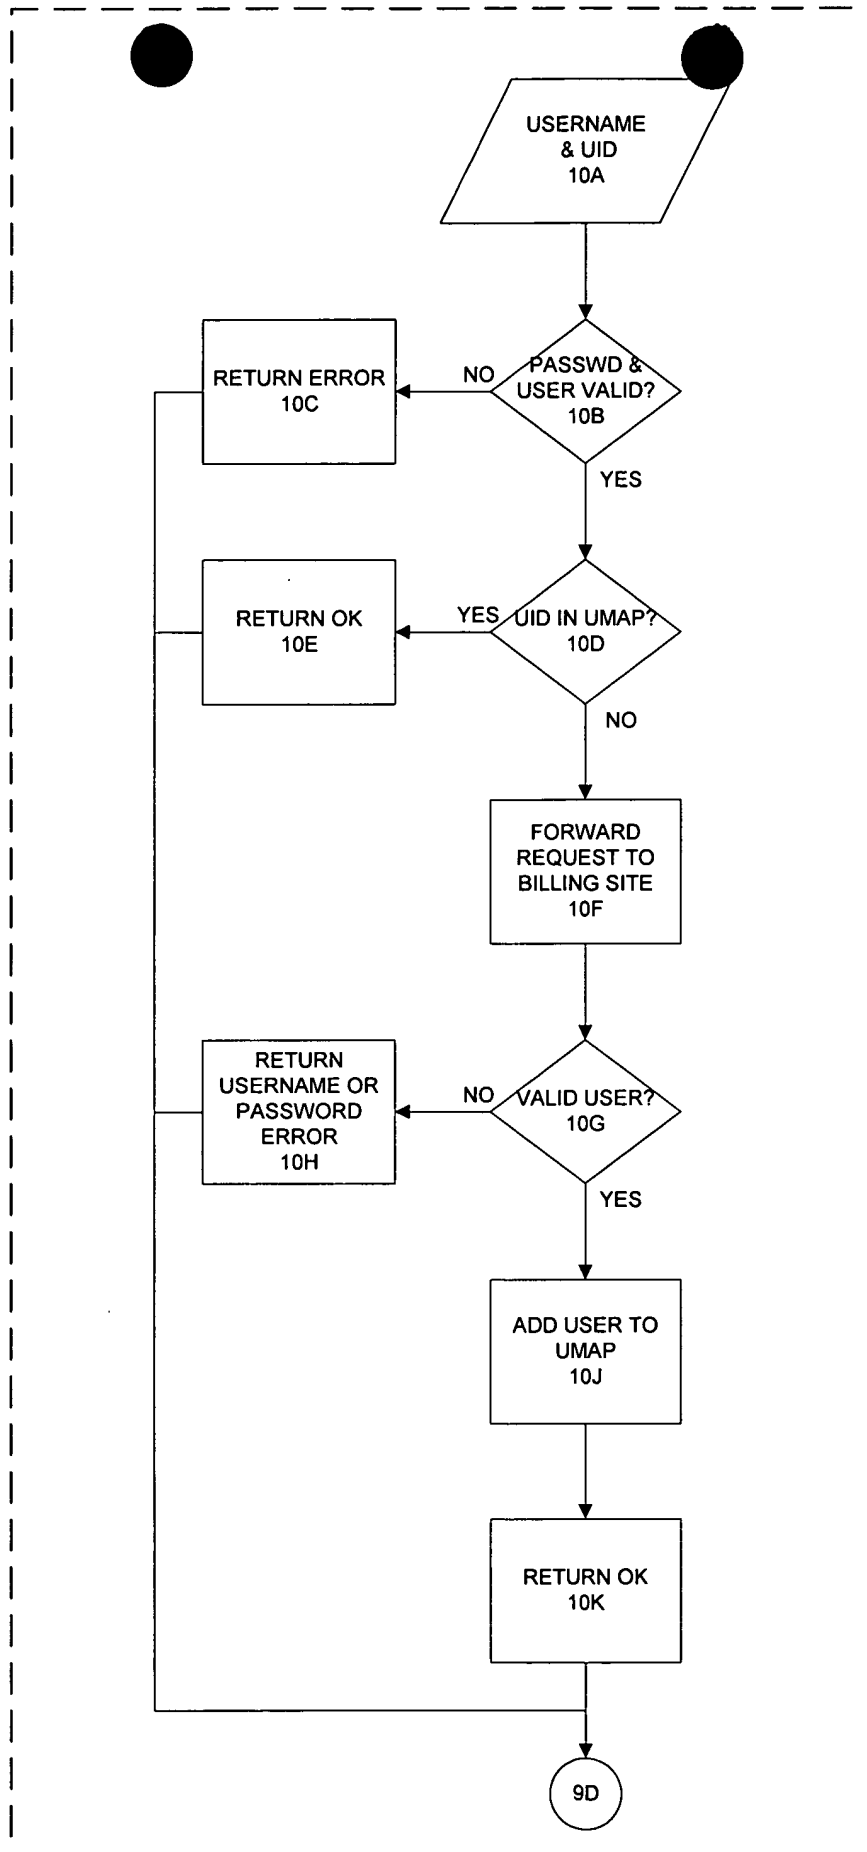 USERNAME
& UID
10A
PASSWD &
USER VALID?
10B
NO
RETURN ERROR
10C
YES
UID IN UMAP?
10D
YES
RETURN OK
10E
NO
FORWARD
REQUEST TO
BILLING SITE
10F
VALID USER?
10G
NO
RETURN
USERNAME OR
PASSWORD
ERROR
10H
YES
ADD USER TO
UMAP
10J
RETURN OK
10K
9D